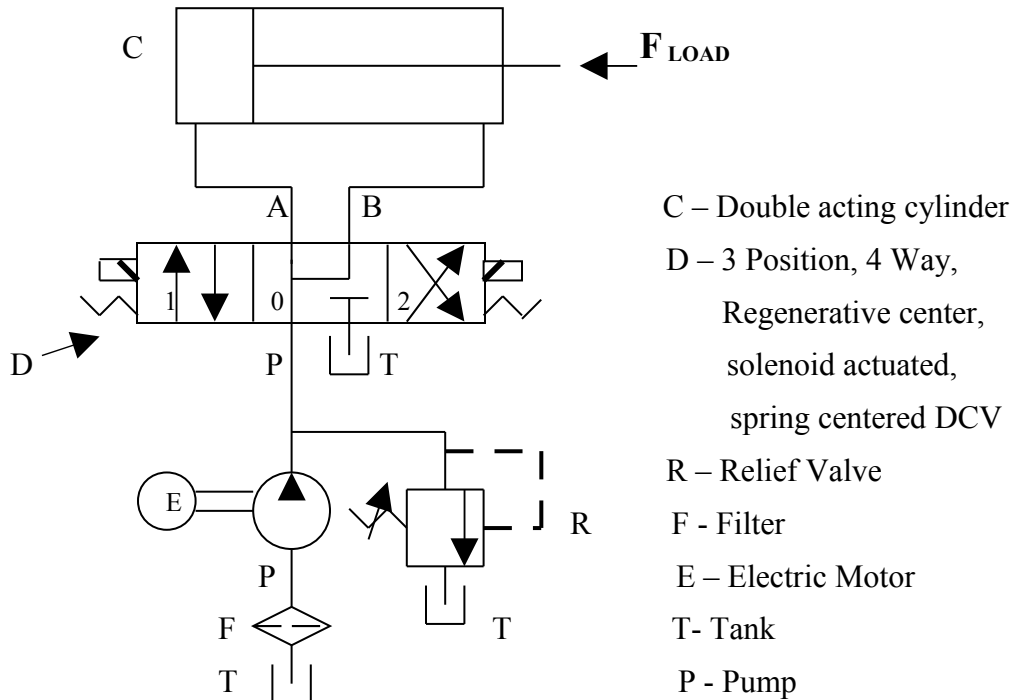 C
F LOAD
A B
C – Double acting cylinder
D – 3 Position, 4 Way,
Regenerative center,
solenoid actuated,
spring centered DCV
R – Relief Valve
F - Filter
E – Electric Motor
T- Tank
P - Pump
1 0 2
D
P T
E
R
P
F T
T